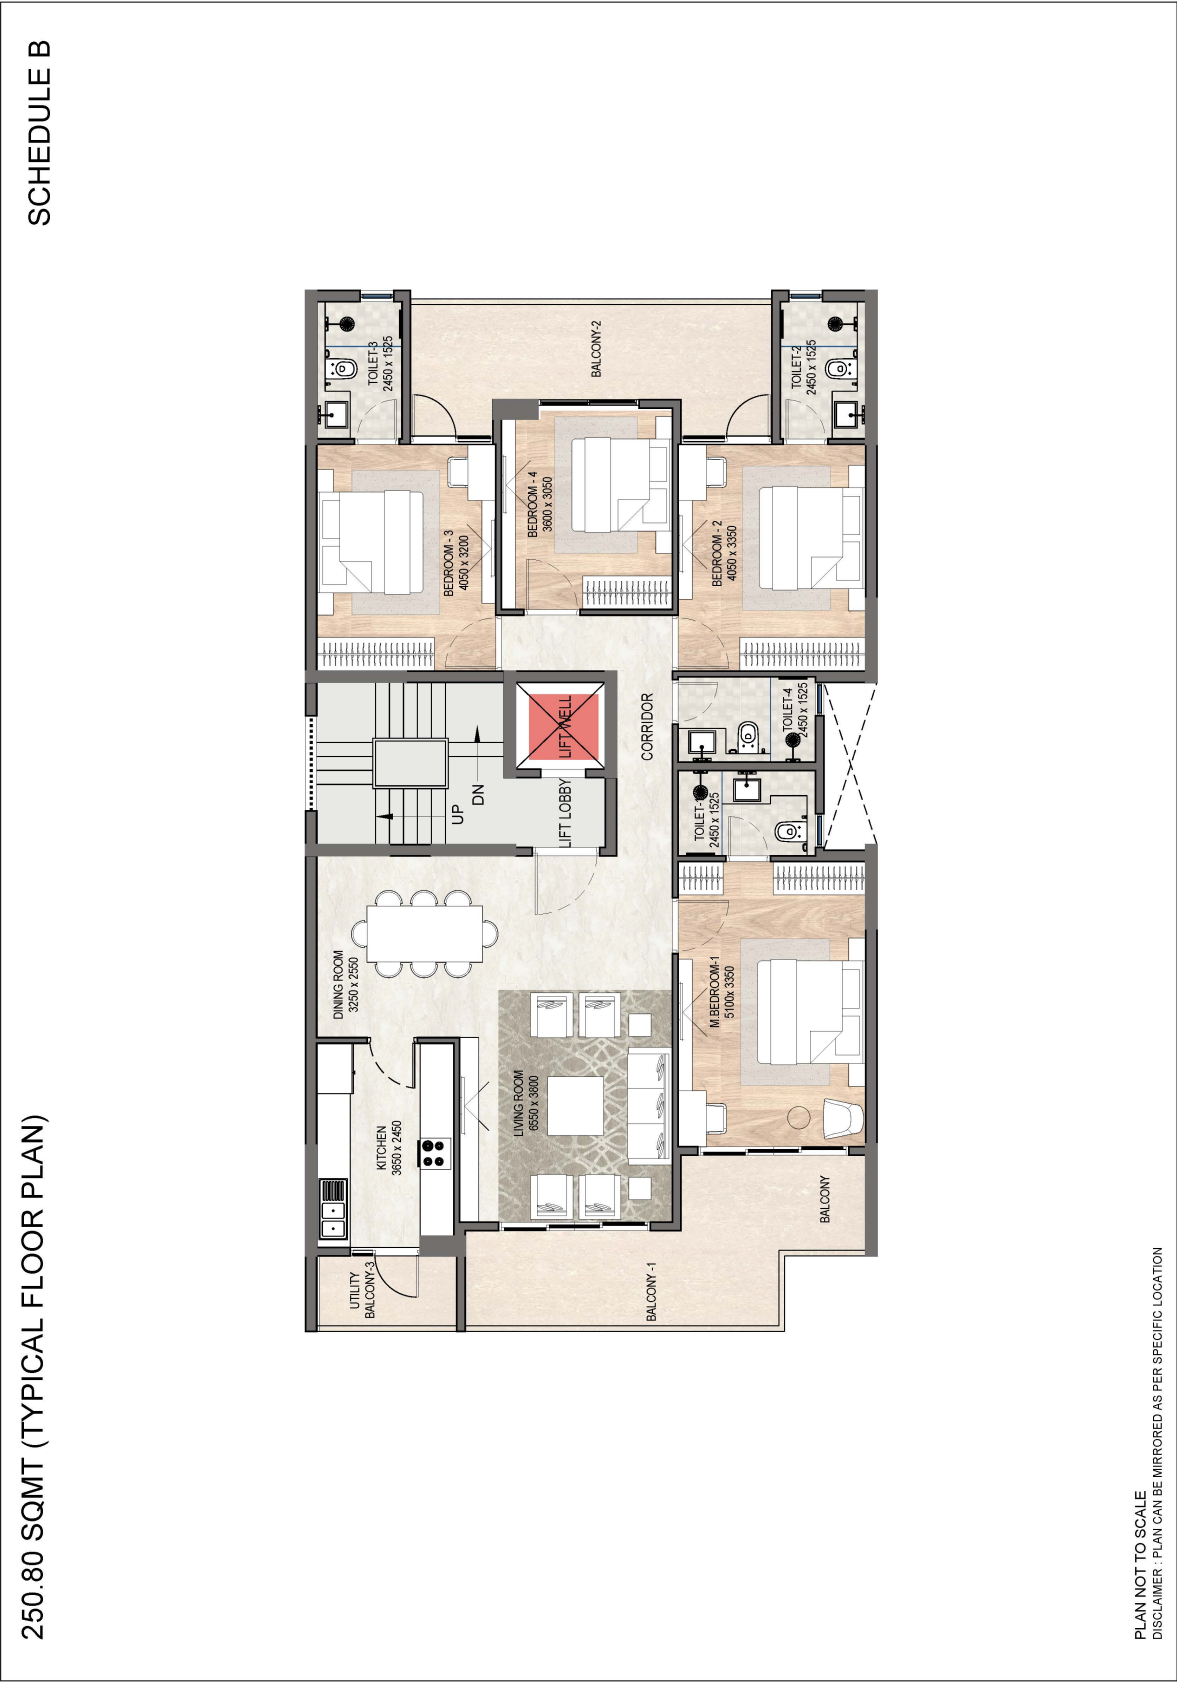 250.80 SQMT (TYPICAL FLOOR PLAN)
SCHEDULE B
TOILET-3
2450 x 1525
BALCONY-2
TOILET-2
2450 x 1525
BEDROOM - 3
4050 x 3200
BEDROOM - 4
3600 x 3050
BEDROOM - 2
4050 x 3350
UP
DN
LIFT WELL
LIFT LOBBY
CORRIDOR
TOILET-4
2450 x 1525
TOILET-1
2450 x 1525
DINING ROOM
3250 x 2550
M.BEDROOM-1
5100x 3350
KITCHEN
3650 x 2450
LIVING ROOM
6550 x 3800
UTILITY
BALCONY-3
BALCONY -1
BALCONY
PLAN NOT TO SCALE
DISCLAIMER : PLAN CAN BE MIRRORED AS PER SPECIFIC LOCATION